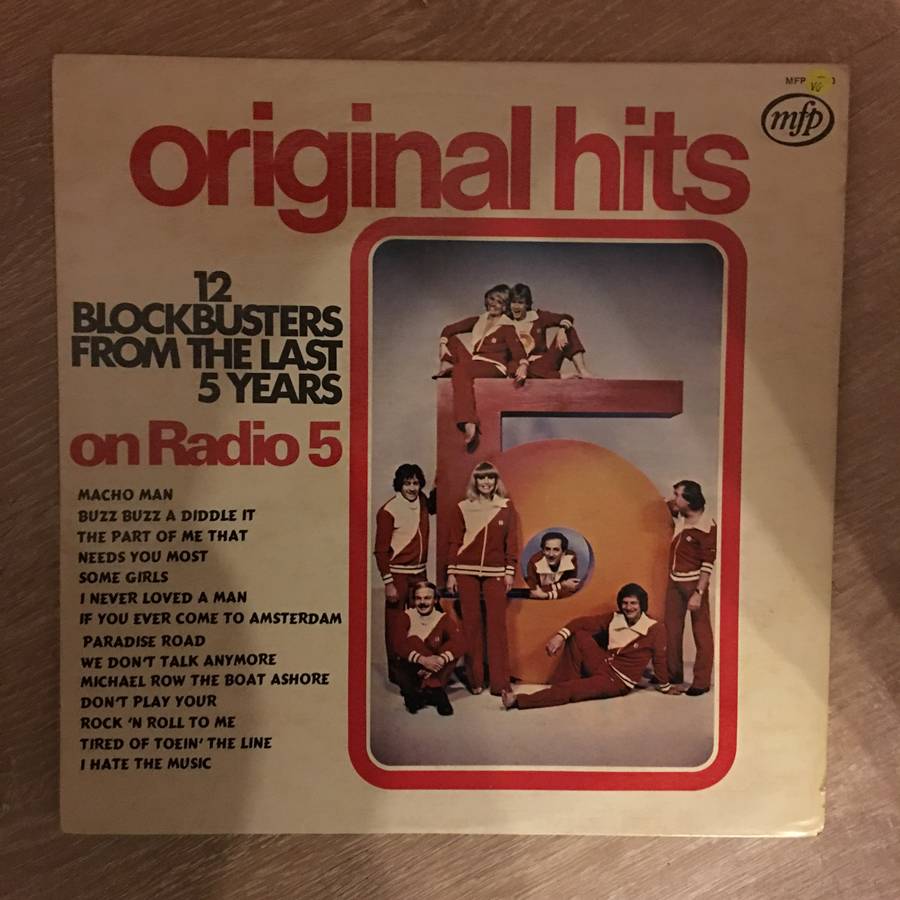 MFP
VG
mfp
original hits
12
BLOCKBUSTERS
FROM THE LAST
5 YEARS
on Radio 5
MACHO MAN
BUZZ BUZZ A DIDDLE IT
THE PART OF ME THAT
NEEDS YOU MOST
SOME GIRLS
I NEVER LOVED A MAN
IF YOU EVER COME TO AMSTERDAM
PARADISE ROAD
WE DON'T TALK ANYMORE
MICHAEL ROW THE BOAT ASHORE
DON'T PLAY YOUR
ROCK 'N ROLL TO ME
TIRED OF TOEIN' THE LINE
I HATE THE MUSIC
5